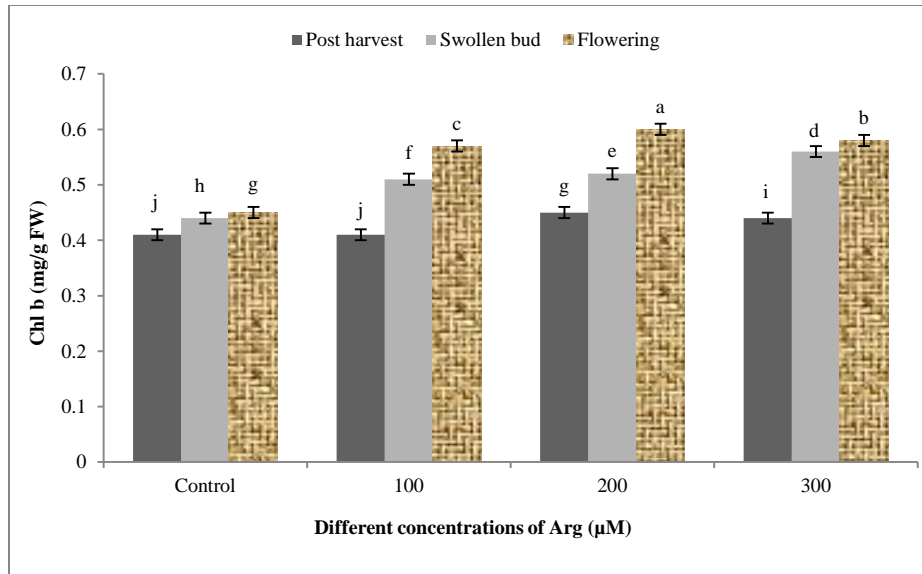 Post harvest Swollen bud Flowering
0.7
0.6
0.5
0.4
0.3
0.2
0.1
0
Chl b (mg/g FW)
j h g
j f c
g e a
i d b
Control 100 200 300
Different concentrations of Arg (µM)